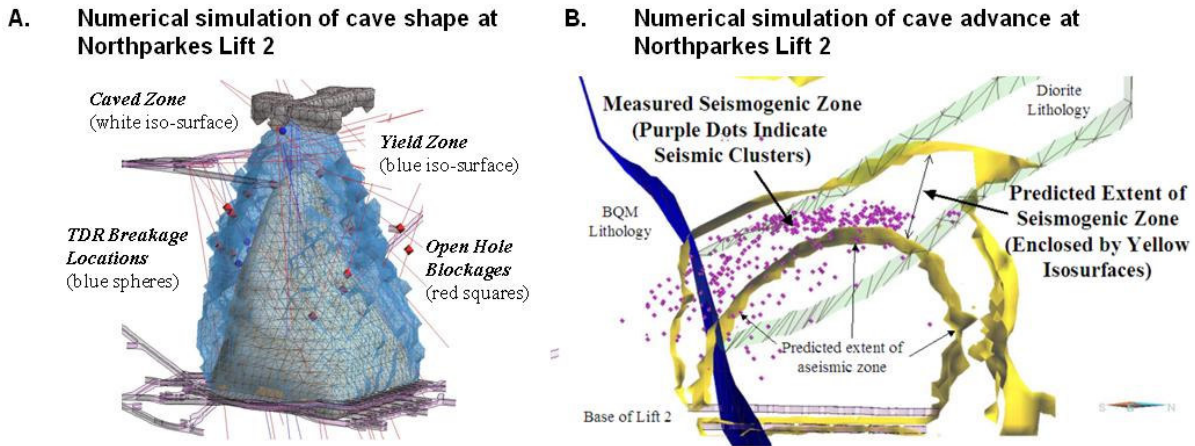 A. Numerical simulation of cave shape at
Northparkes Lift 2
Caved Zone
(white iso-surface)
Yield Zone
(blue iso-surface)
TDR Breakage
Locations
(blue spheres)
Open Hole
Blockages
(red squares)
B. Numerical simulation of cave advance at
Northparkes Lift 2
Diorite
Lithology
Measured Seismogenic Zone
(Purple Dots Indicate
Seismic Clusters)
BQM
Lithology
Predicted Extent of
Seismogenic Zone
(Enclosed by Yellow
Isosurfaces)
Predicted extent of
aseismic zone
Base of Lift 2
S
N